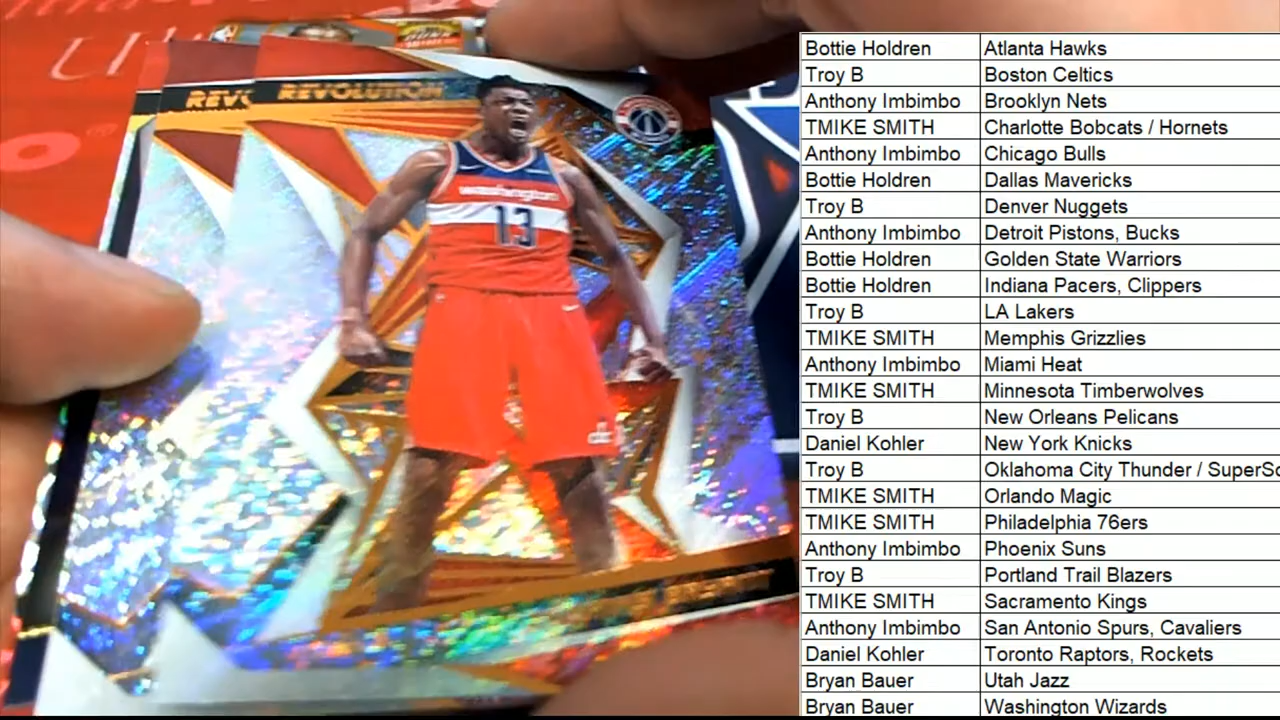 REVOLUTION
REV
washington
13
Bottie Holdren Atlanta Hawks
Troy B Boston Celtics
Anthony Imbimbo Brooklyn Nets
TMIKE SMITH Charlotte Bobcats / Hornets
Anthony Imbimbo Chicago Bulls
Bottie Holdren Dallas Mavericks
Troy B Denver Nuggets
Anthony Imbimbo Detroit Pistons, Bucks
Bottie Holdren Golden State Warriors
Bottie Holdren Indiana Pacers, Clippers
Troy B LA Lakers
TMIKE SMITH Memphis Grizzlies
Anthony Imbimbo Miami Heat
TMIKE SMITH Minnesota Timberwolves
Troy B New Orleans Pelicans
Daniel Kohler New York Knicks
Troy B Oklahoma City Thunder / SuperSo
TMIKE SMITH Orlando Magic
TMIKE SMITH Philadelphia 76ers
Anthony Imbimbo Phoenix Suns
Troy B Portland Trail Blazers
TMIKE SMITH Sacramento Kings
Anthony Imbimbo San Antonio Spurs, Cavaliers
Daniel Kohler Toronto Raptors, Rockets
Bryan Bauer Utah Jazz
Bryan Bauer Washington Wizards